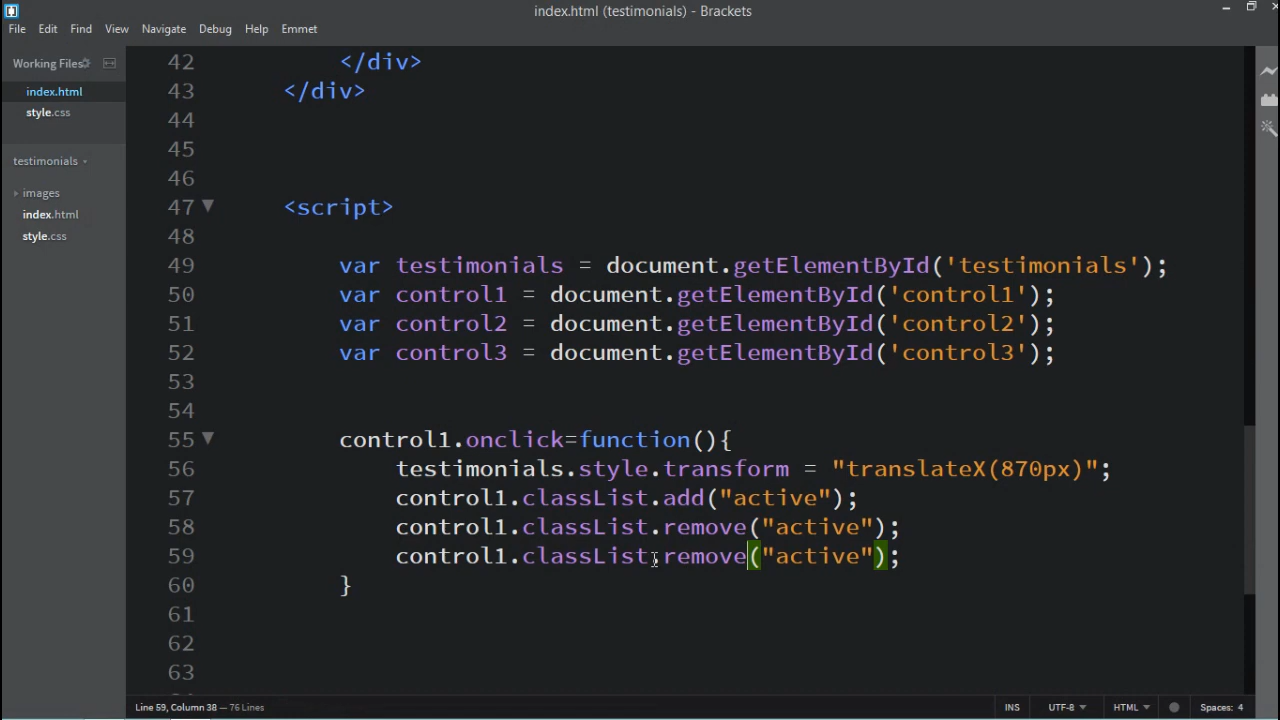 index.html (testimonials) - Brackets
File Edit Find View Navigate Debug Help Emmet
Working Files
index.html
style.css
testimonials
images
index.html
style.css
42 </div>
43 </div>
44
45
46
47 <script>
48
49 var testimonials = document.getElementById('testimonials');
50 var control1 = document.getElementById('control1');
51 var control2 = document.getElementById('control2');
52 var control3 = document.getElementById('control3');
53
54
55 control1.onclick=function(){
56 testimonials.style.transform = "translateX(870px)";
57 control1.classList.add("active");
58 control1.classList.remove("active");
59 control1.classList.remove("active");
60 }
61
62
63
Line 59, Column 38 — 76 Lines
INS UTF-8 HTML Spaces: 4